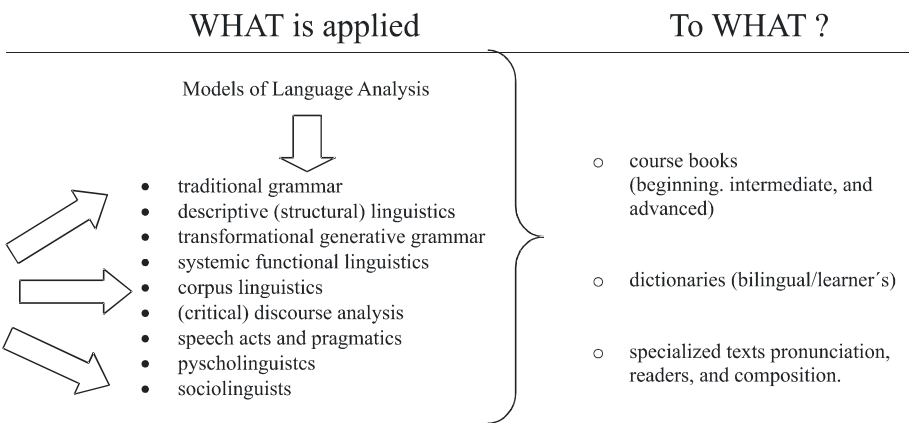 WHAT is applied
To WHAT ?
Models of Language Analysis
• traditional grammar
• descriptive (structural) linguistics
• transformational generative grammar
• systemic functional linguistics
• corpus linguistics
• (critical) discourse analysis
• speech acts and pragmatics
• pyscholinguistcs
• sociolinguists
o course books
(beginning. intermediate, and
advanced)
o dictionaries (bilingual/learner´s)
o specialized texts pronunciation,
readers, and composition.